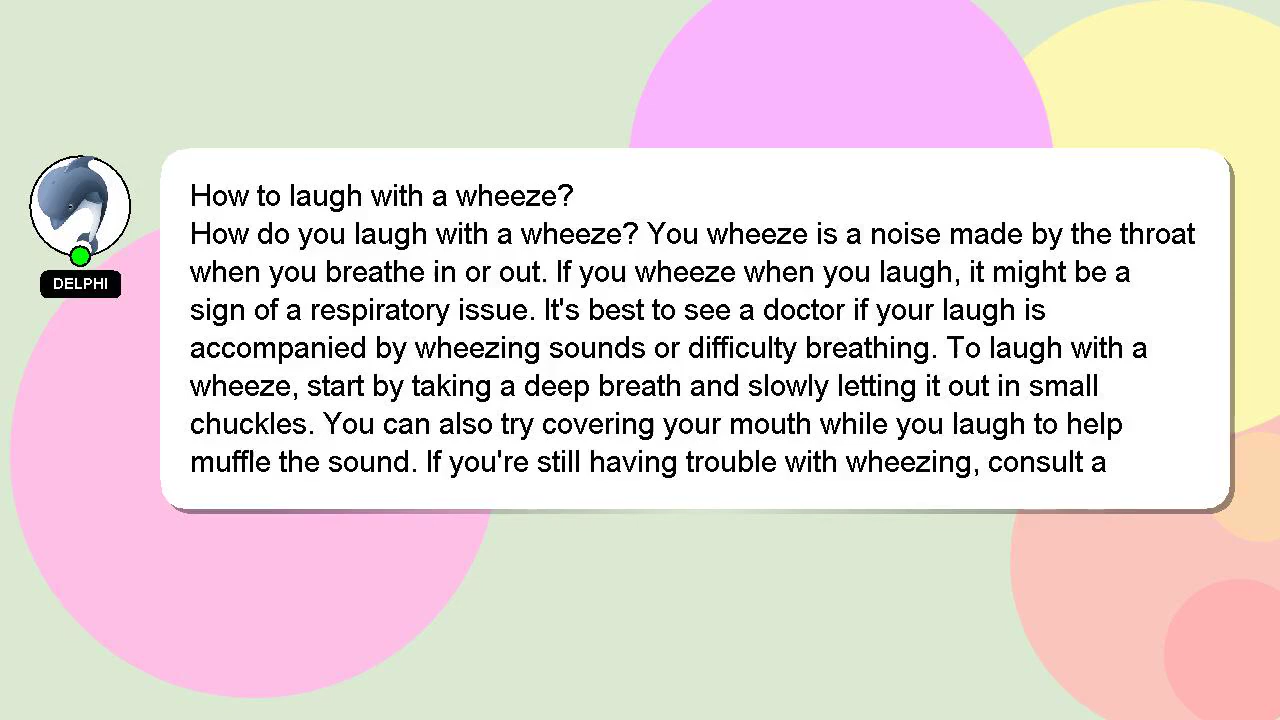 How to laugh with a wheeze?
How do you laugh with a wheeze? You wheeze is a noise made by the throat
when you breathe in or out. If you wheeze when you laugh, it might be a
sign of a respiratory issue. It's best to see a doctor if your laugh is
accompanied by wheezing sounds or difficulty breathing. To laugh with a
wheeze, start by taking a deep breath and slowly letting it out in small
chuckles. You can also try covering your mouth while you laugh to help
muffle the sound. If you're still having trouble with wheezing, consult a
DELPHI